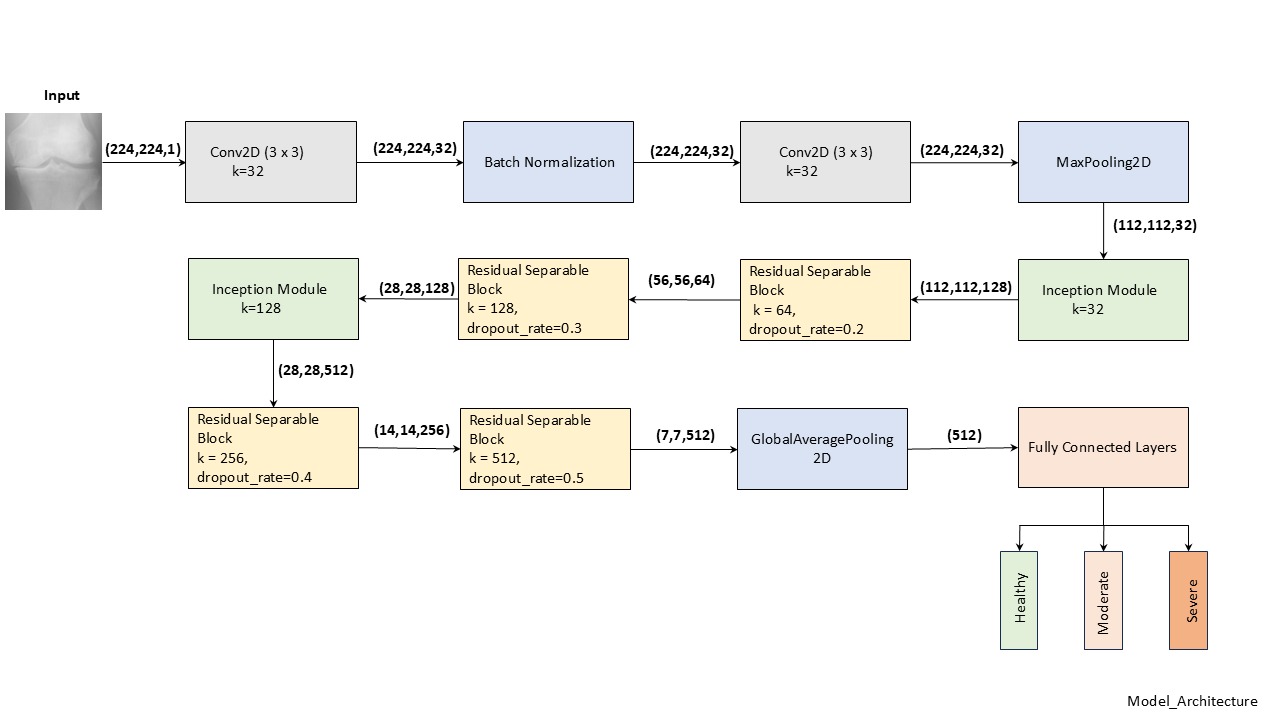 Input
(224,224,1)
Conv2D (3 x 3)
k=32
(224,224,32)
Batch Normalization
(224,224,32)
Conv2D (3 x 3)
k=32
(224,224,32)
MaxPooling2D
(112,112,32)
Inception Module
k=32
(112,112,128)
Residual Separable
Block
k = 64,
dropout_rate=0.2
(56,56,64)
Residual Separable
Block
k = 128,
dropout_rate=0.3
(28,28,128)
Inception Module
k=128
(28,28,512)
Residual Separable
Block
k = 256,
dropout_rate=0.4
(14,14,256)
Residual Separable
Block
k = 512,
dropout_rate=0.5
(7,7,512)
GlobalAveragePooling
2D
(512)
Fully Connected Layers
Healthy
Moderate
Severe
Model_Architecture